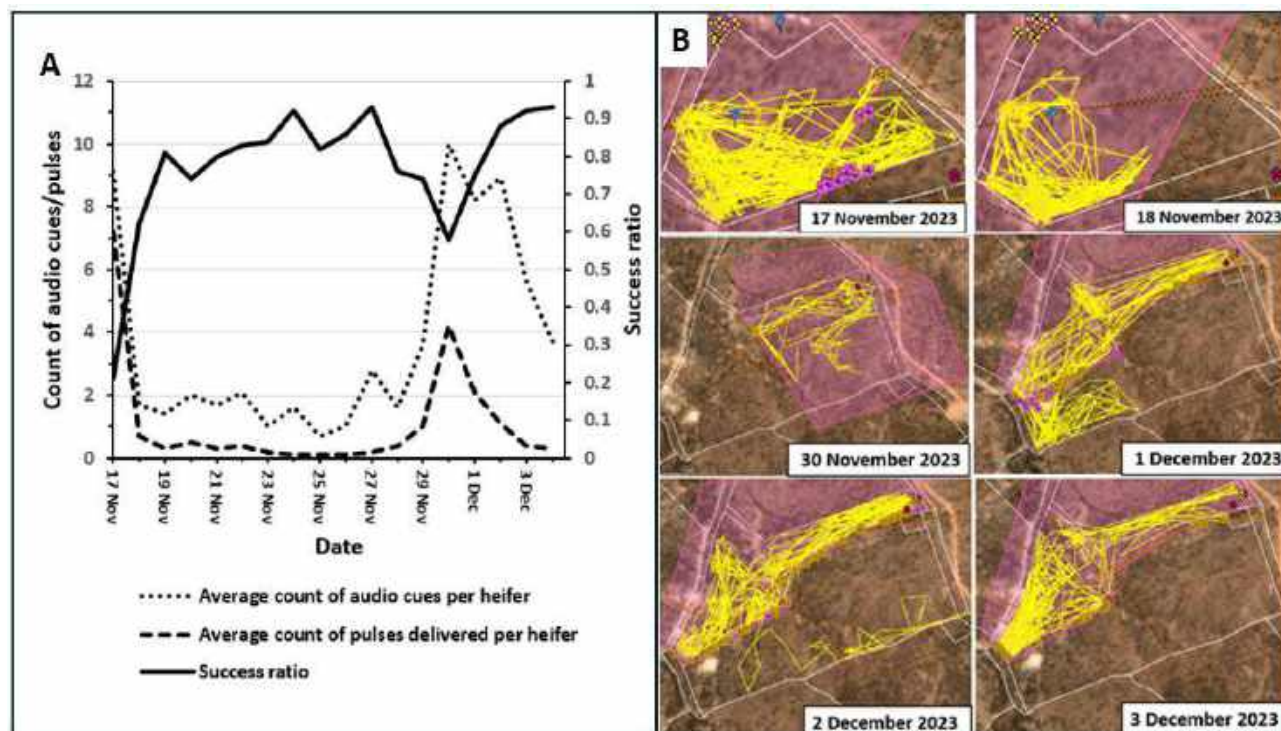 A
12
10
8
6
4
2
0
Count of audio cues/pulses
1
0.9
0.8
0.7
0.6
0.5
0.4
0.3
0.2
0.1
0
Success ratio
17 Nov
19 Nov
21 Nov
23 Nov
25 Nov
27 Nov
29 Nov
1 Dec
3 Dec
Date
Average count of audio cues per heifer
Average count of pulses delivered per heifer
Success ratio
B
17 November 2023
18 November 2023
30 November 2023
1 December 2023
2 December 2023
3 December 2023